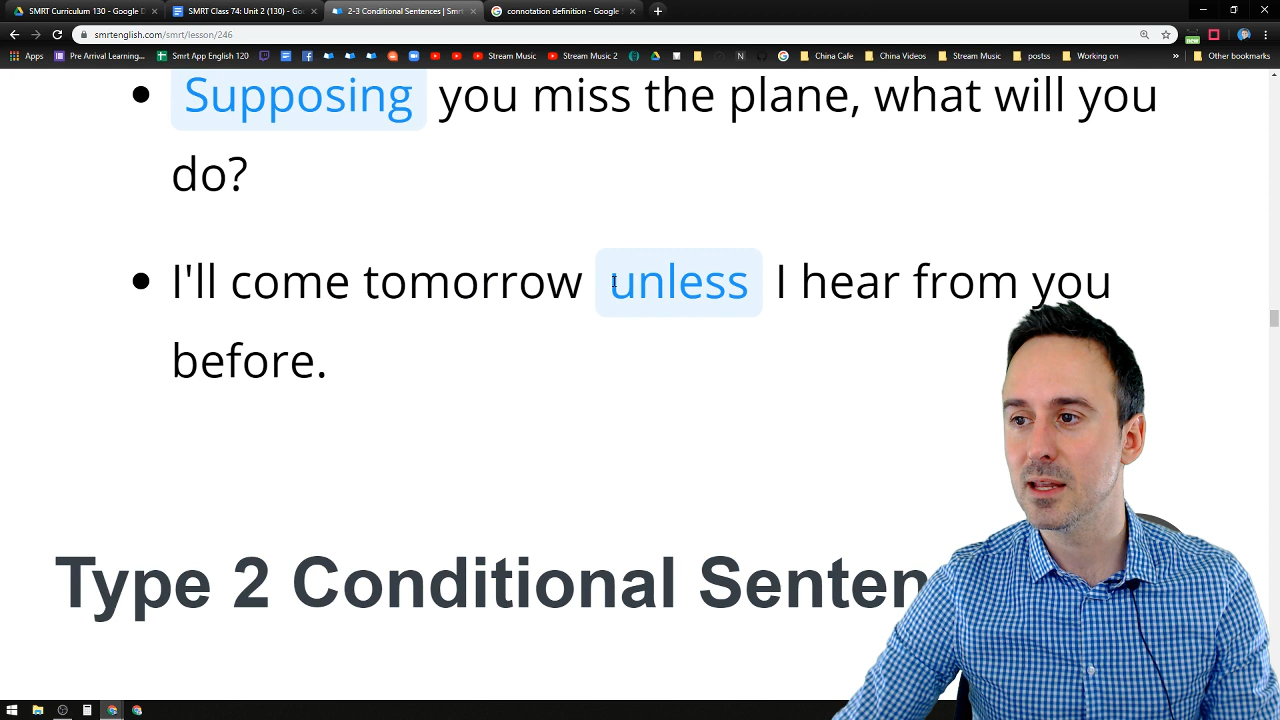 SMRT Curriculum 130 - Google D
SMRT Class 74: Unit 2 (130) - Go
2-3 Conditional Sentences | Smr
connotation definition - Google S
smrtenglish.com/smrt/lesson/246
new
Apps
Pre Arrival Learning...
Smrt App English 120
Stream Music
Stream Music 2
China Cafe
China Videos
Stream Music
postss
Working on
»
Other bookmarks
Supposing you miss the plane, what will you
do?
I'll come tomorrow unless I hear from you
before.
Type 2 Conditional Senten